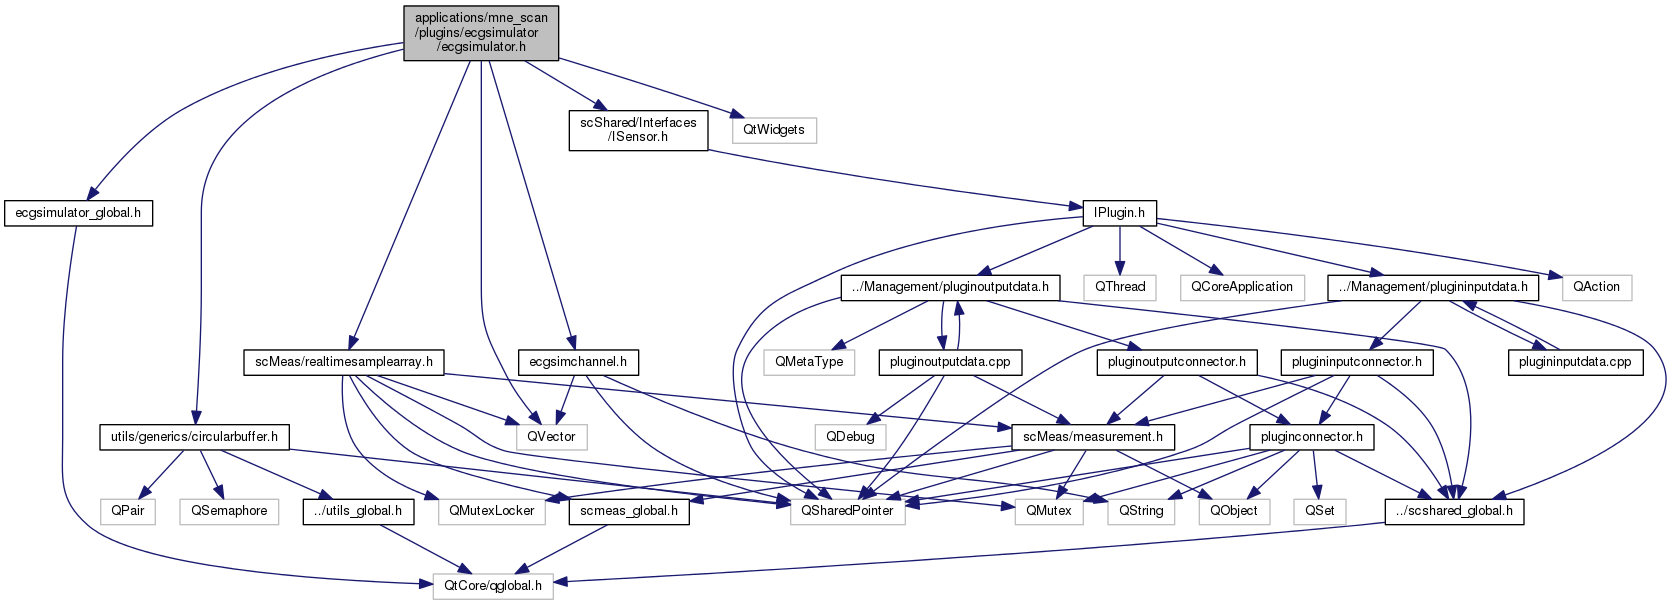 applications/mne_scan
/plugins/ecgsimulator
/ecgsimulator.h
scShared/Interfaces
/ISensor.h
QtWidgets
ecgsimulator_global.h
IPlugin.h
../Management/pluginoutputdata.h
QThread
QCoreApplication
../Management/plugininputdata.h
QAction
scMeas/realtimesamplearray.h
ecgsimchannel.h
QMetaType
pluginoutputdata.cpp
pluginoutputconnector.h
plugininputconnector.h
plugininputdata.cpp
utils/generics/circularbuffer.h
QVector
QDebug
scMeas/measurement.h
pluginconnector.h
QPair
QSemaphore
../utils_global.h
QMutexLocker
scmeas_global.h
QSharedPointer
QMutex
QString
QObject
QSet
../scshared_global.h
QtCore/qglobal.h